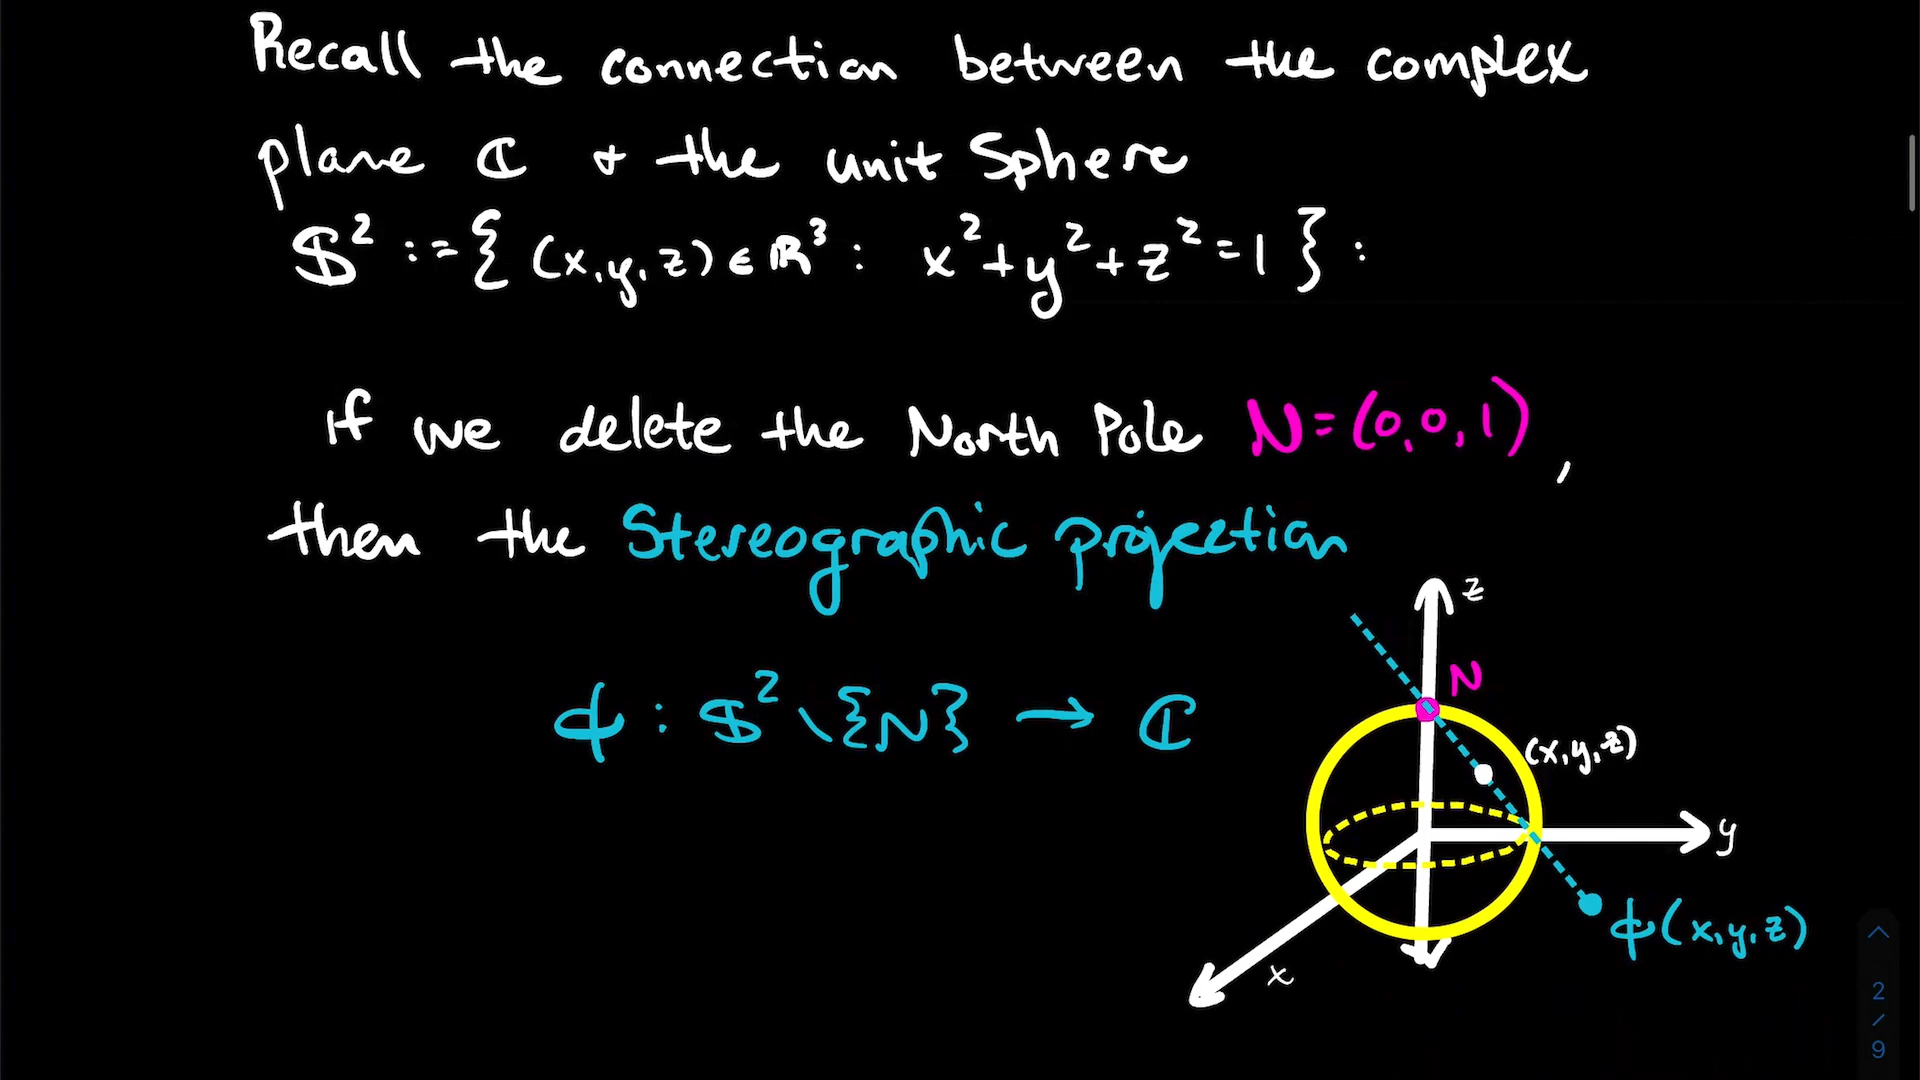 Recall the connection between the complex
plane ℂ & the unit Sphere
𝕊² := { (x,y,z) ∈ ℝ³ : x² + y² + z² = 1 } :
If we delete the North Pole N = (0,0,1),
then the Stereographic projection
ϕ : 𝕊² \ {N} → ℂ
z
N
(x,y,z)
y
ϕ(x,y,z)
x
2
/
9